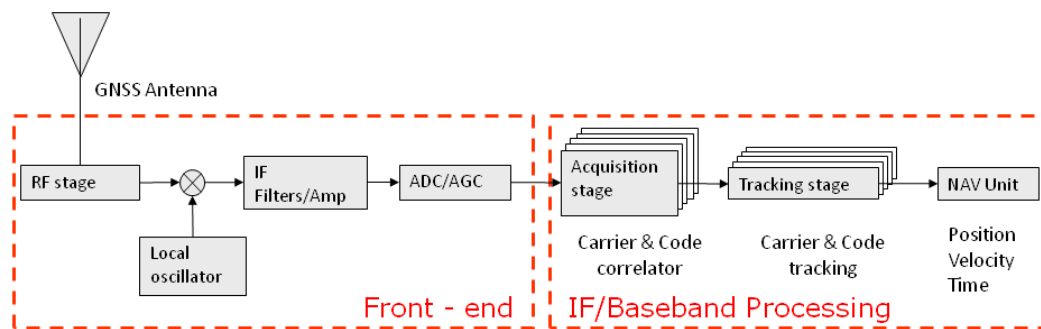 GNSS Antenna
RF stage
IF
Filters/Amp
ADC/AGC
Local
oscillator
Front - end
Acquisition
stage
Tracking stage
NAV Unit
Carrier & Code
correlator
Carrier & Code
tracking
Position
Velocity
Time
IF/Baseband Processing